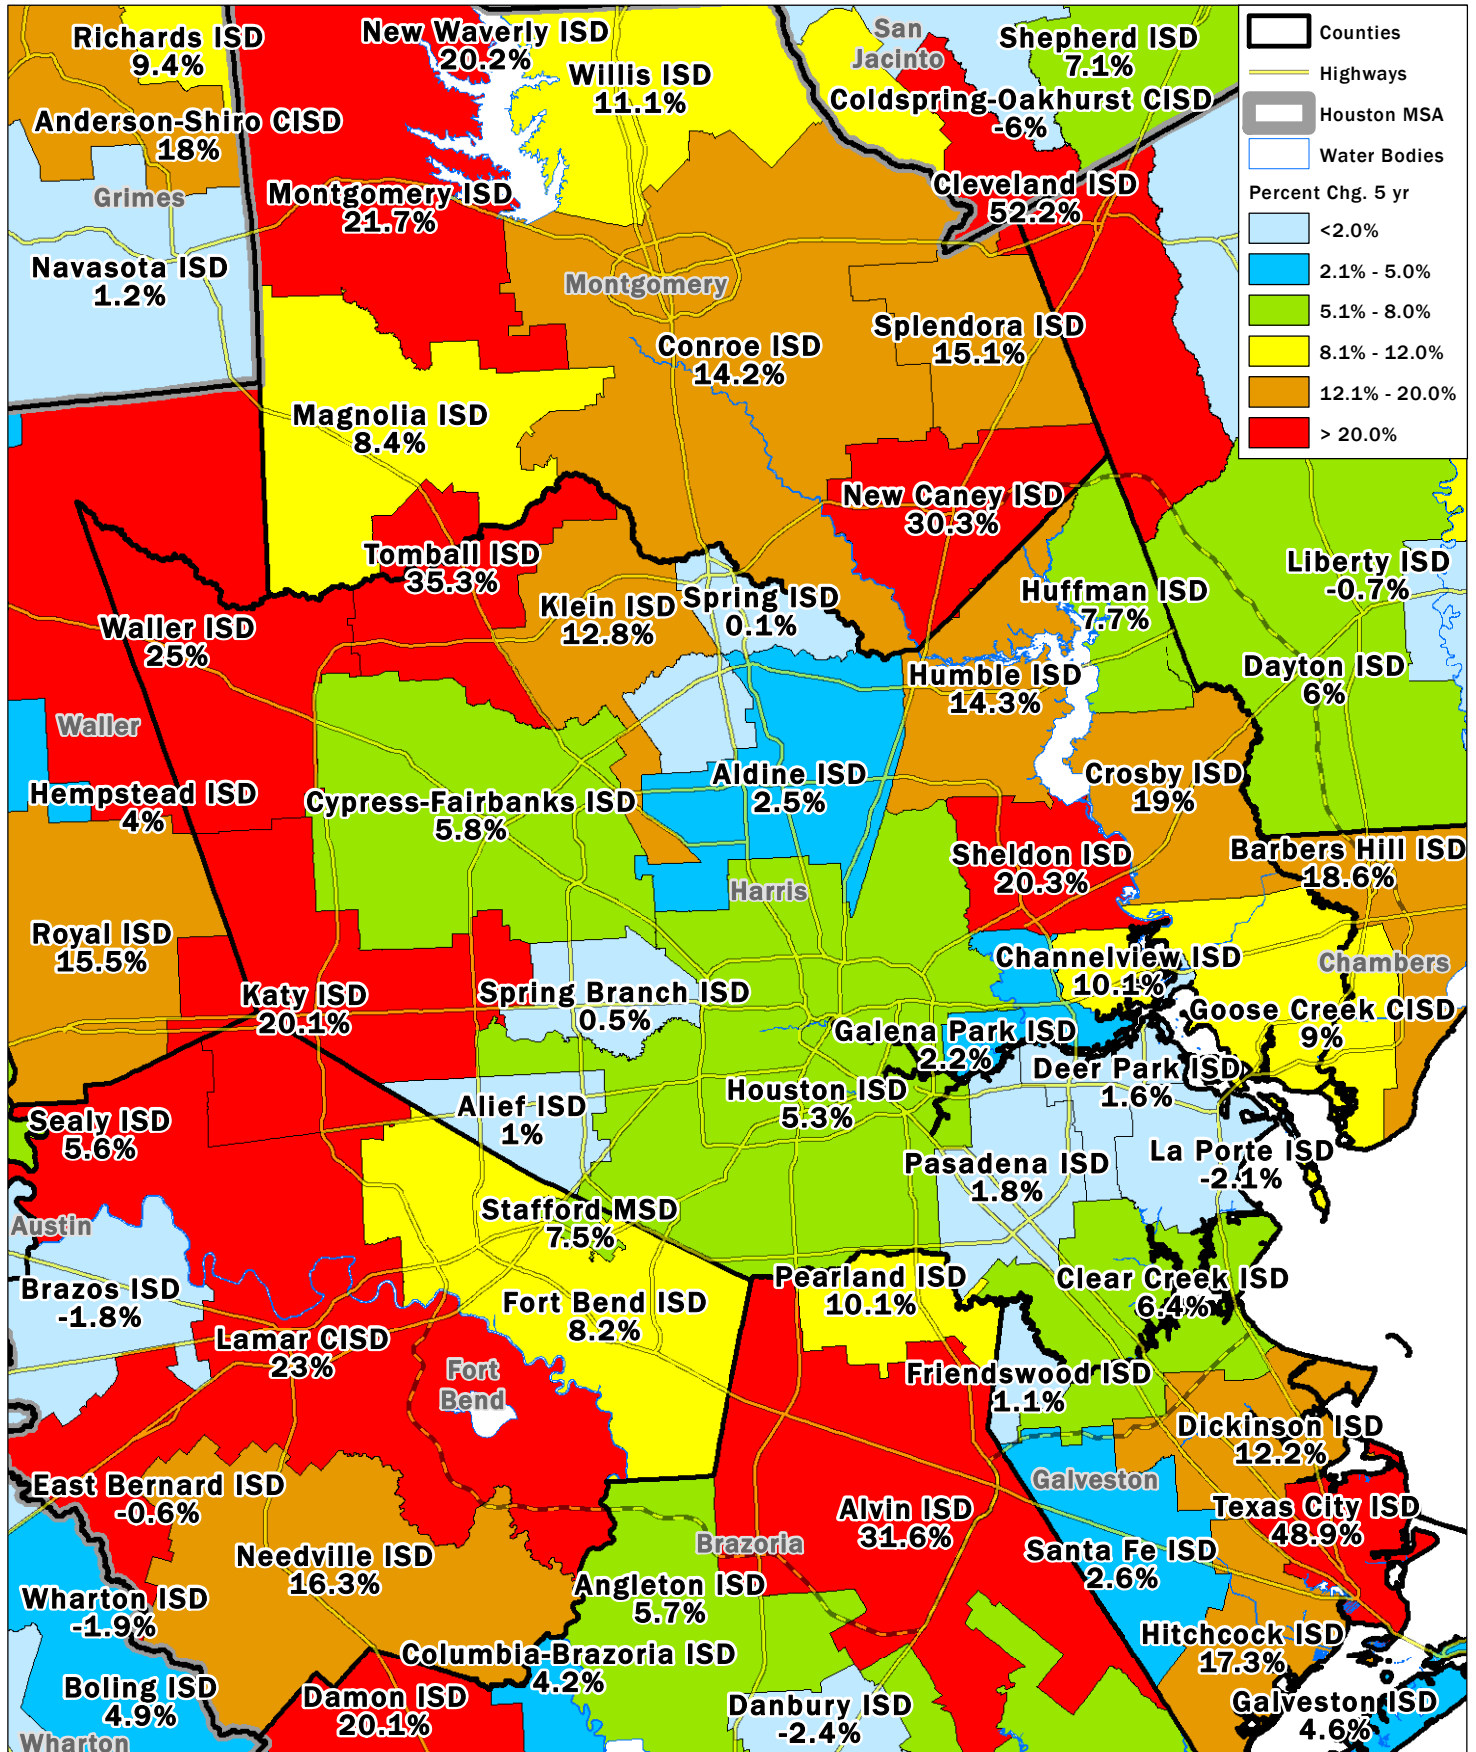 Richards ISD
9.4%
New Waverly ISD
20.2%
Willis ISD
11.1%
San
Jacinto
Shepherd ISD
7.1%
Coldspring-Oakhurst CISD
-6%
Anderson-Shiro CISD
18%
Grimes
Montgomery ISD
21.7%
Cleveland ISD
52.2%
Navasota ISD
1.2%
Montgomery
Conroe ISD
14.2%
Splendora ISD
15.1%
Magnolia ISD
8.4%
New Caney ISD
30.3%
Tomball ISD
35.3%
Klein ISD
12.8%
Spring ISD
0.1%
Huffman ISD
7.7%
Liberty ISD
-0.7%
Waller ISD
25%
Humble ISD
14.3%
Dayton ISD
6%
Waller
Hempstead ISD
4%
Cypress-Fairbanks ISD
5.8%
Aldine ISD
2.5%
Crosby ISD
19%
Sheldon ISD
20.3%
Barbers Hill ISD
18.6%
Harris
Royal ISD
15.5%
Katy ISD
20.1%
Spring Branch ISD
0.5%
Channelview ISD
10.1%
Chambers
Goose Creek CISD
9%
Galena Park ISD
2.2%
Deer Park ISD
1.6%
Houston ISD
5.3%
Alief ISD
1%
Sealy ISD
5.6%
Pasadena ISD
1.8%
La Porte ISD
-2.1%
Austin
Stafford MSD
7.5%
Brazos ISD
-1.8%
Pearland ISD
10.1%
Clear Creek ISD
6.4%
Fort Bend ISD
8.2%
Lamar CISD
23%
Fort
Bend
Friendswood ISD
1.1%
Dickinson ISD
12.2%
Galveston
East Bernard ISD
-0.6%
Alvin ISD
31.6%
Texas City ISD
48.9%
Brazoria
Needville ISD
16.3%
Santa Fe ISD
2.6%
Angleton ISD
5.7%
Wharton ISD
-1.9%
Hitchcock ISD
17.3%
Columbia-Brazoria ISD
4.2%
Boling ISD
4.9%
Damon ISD
20.1%
Danbury ISD
-2.4%
Galveston ISD
4.6%
Wharton
Counties
Highways
Houston MSA
Water Bodies
Percent Chg. 5 yr
<2.0%
2.1% - 5.0%
5.1% - 8.0%
8.1% - 12.0%
12.1% - 20.0%
> 20.0%